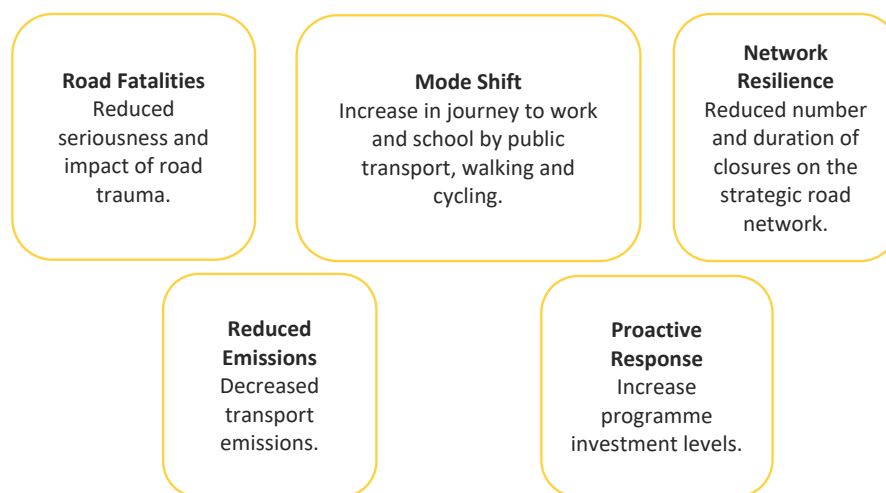 Road Fatalities
Reduced
seriousness and
impact of road
trauma.
Mode Shift
Increase in journey to work
and school by public
transport, walking and
cycling.
Network
Resilience
Reduced number
and duration of
closures on the
strategic road
network.
Reduced
Emissions
Decreased
transport
emissions.
Proactive
Response
Increase
programme
investment levels.